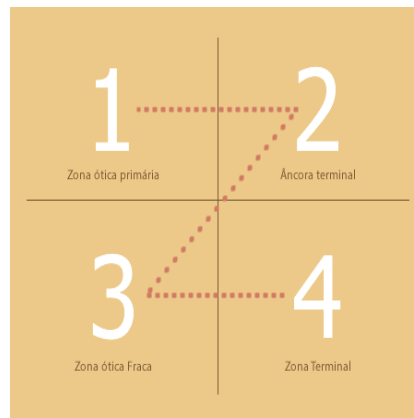 1
2
Zona ótica primária
Âncora terminal
3
4
Zona ótica Fraca
Zona Terminal